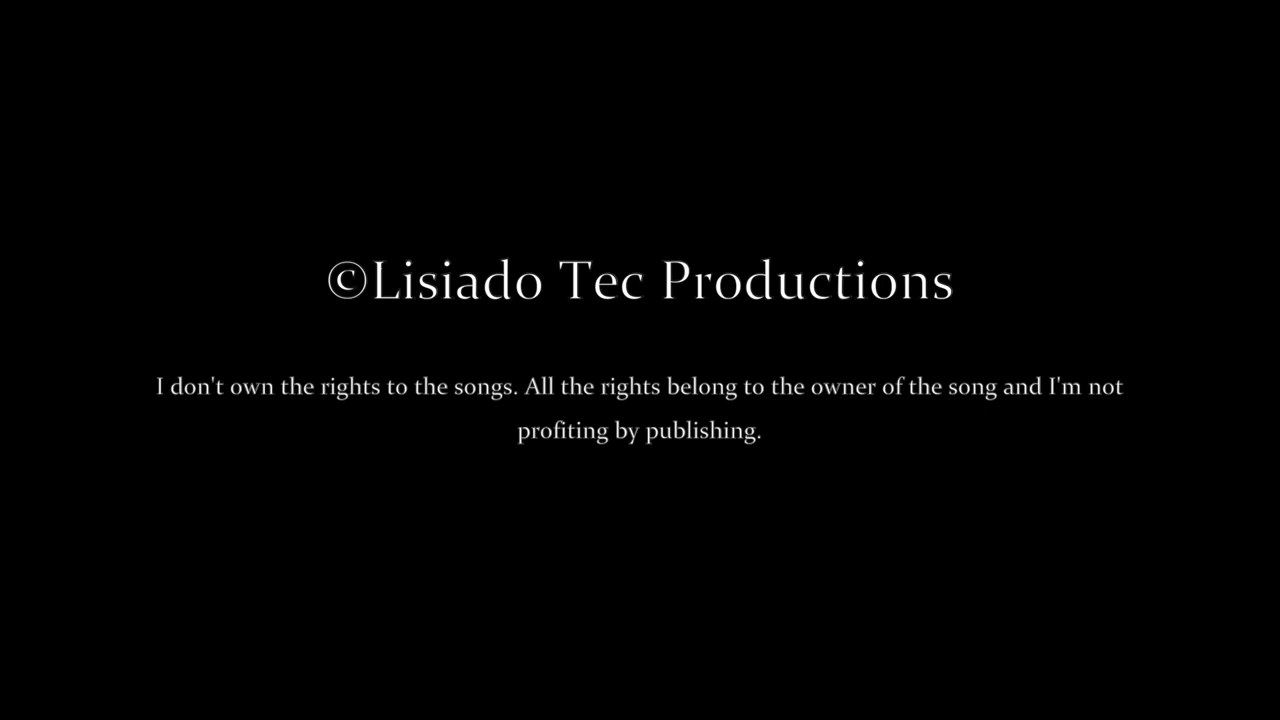 ©Lisiado Tec Productions
I don't own the rights to the songs. All the rights belong to the owner of the song and I'm not
profiting by publishing.